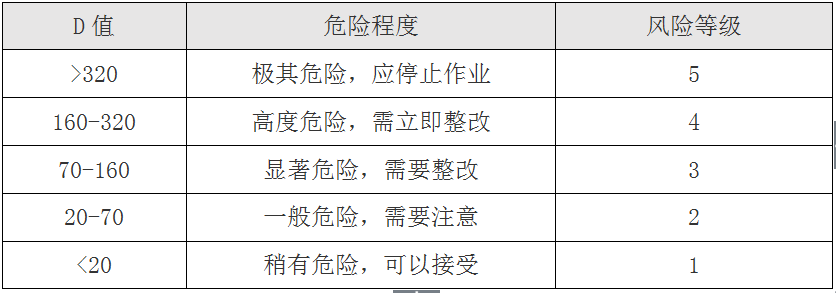 D 值 危险程度 风险等级
>320 极其危险，应停止作业 5
160-320 高度危险，需立即整改 4
70-160 显著危险，需要整改 3
20-70 一般危险，需要注意 2
<20 稍有危险，可以接受 1